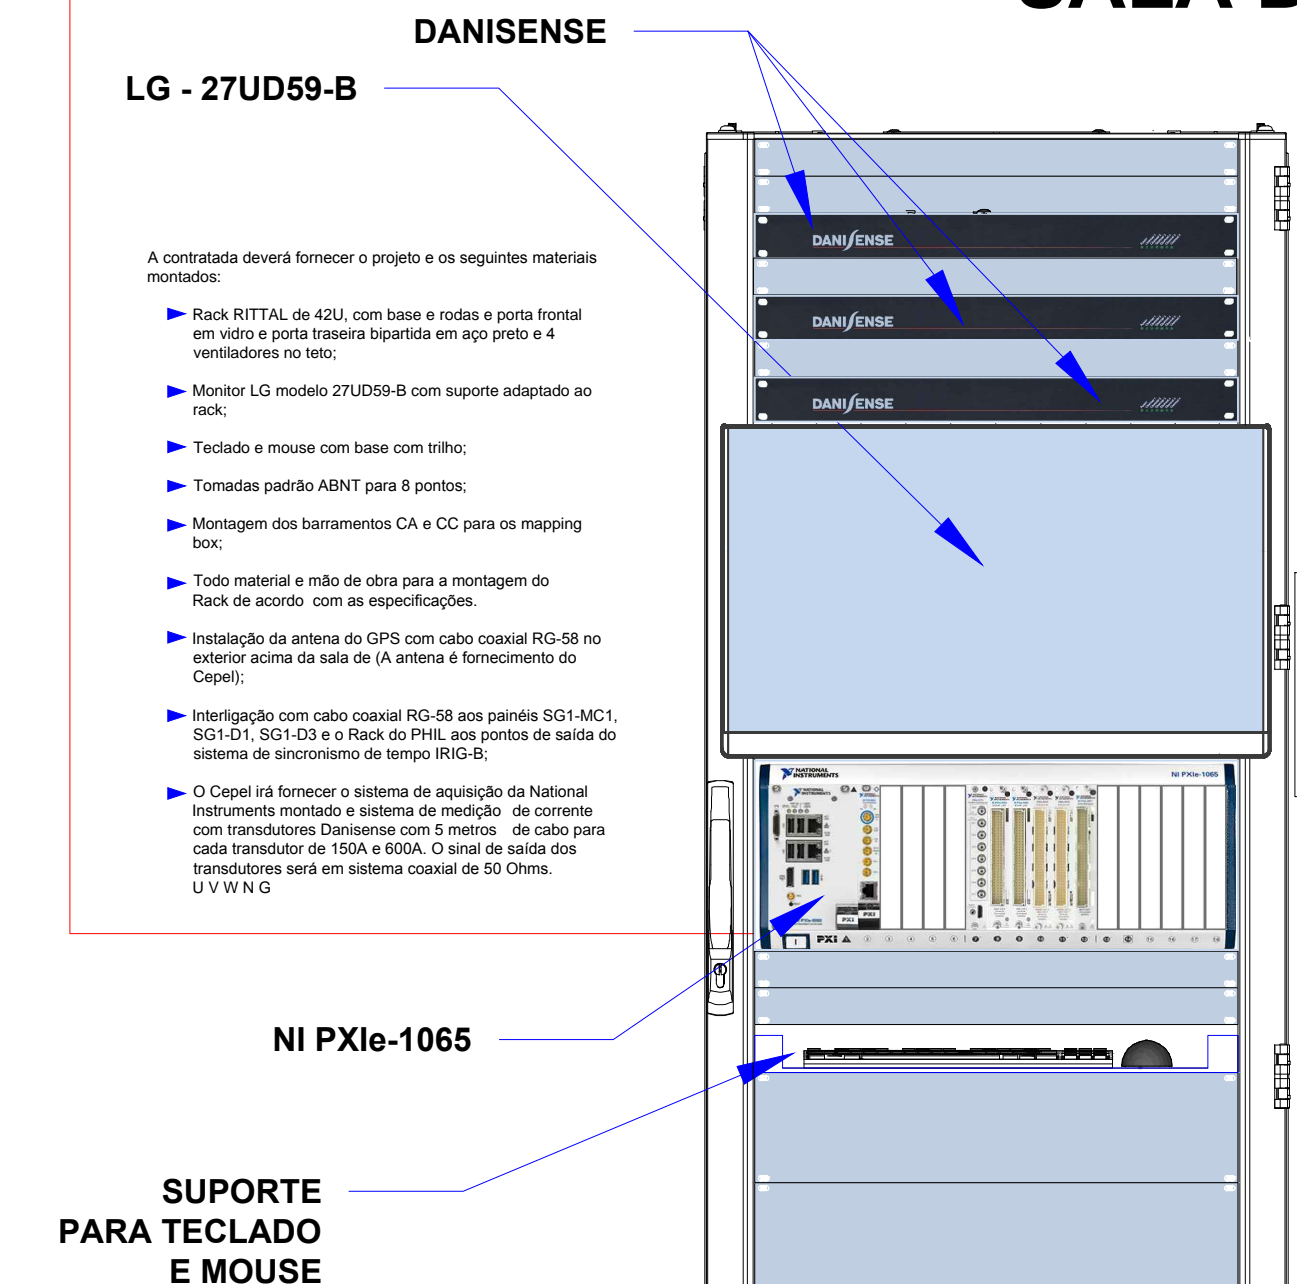 DANISENSE
LG - 27UD59-B
A contratada deverá fornecer o projeto e os seguintes materiais
montados:
Rack RITTAL de 42U, com base e rodas e porta frontal
em vidro e porta traseira bipartida em aço preto e 4
ventiladores no teto;
Monitor LG modelo 27UD59-B com suporte adaptado ao
rack;
Teclado e mouse com base com trilho;
Tomadas padrão ABNT para 8 pontos;
Montagem dos barramentos CA e CC para os mapping
box;
Todo material e mão de obra para a montagem do
Rack de acordo com as especificações.
Instalação da antena do GPS com cabo coaxial RG-58 no
exterior acima da sala de (A antena é fornecimento do
Cepel);
Interligação com cabo coaxial RG-58 aos painéis SG1-MC1,
SG1-D1, SG1-D3 e o Rack do PHIL aos pontos de saída do
sistema de sincronismo de tempo IRIG-B;
O Cepel irá fornecer o sistema de aquisição da National
Instruments montado e sistema de medição de corrente
com transdutores Danisense com 5 metros de cabo para
cada transdutor de 150A e 600A. O sinal de saída dos
transdutores será em sistema coaxial de 50 Ohms.
U V W N G
DANISENSE
DANISENSE
DANISENSE
NATIONAL
INSTRUMENTS
NI PXIe-1065
PXI
PXI
PXI
NI PXIe-1065
SUPORTE
PARA TECLADO
E MOUSE